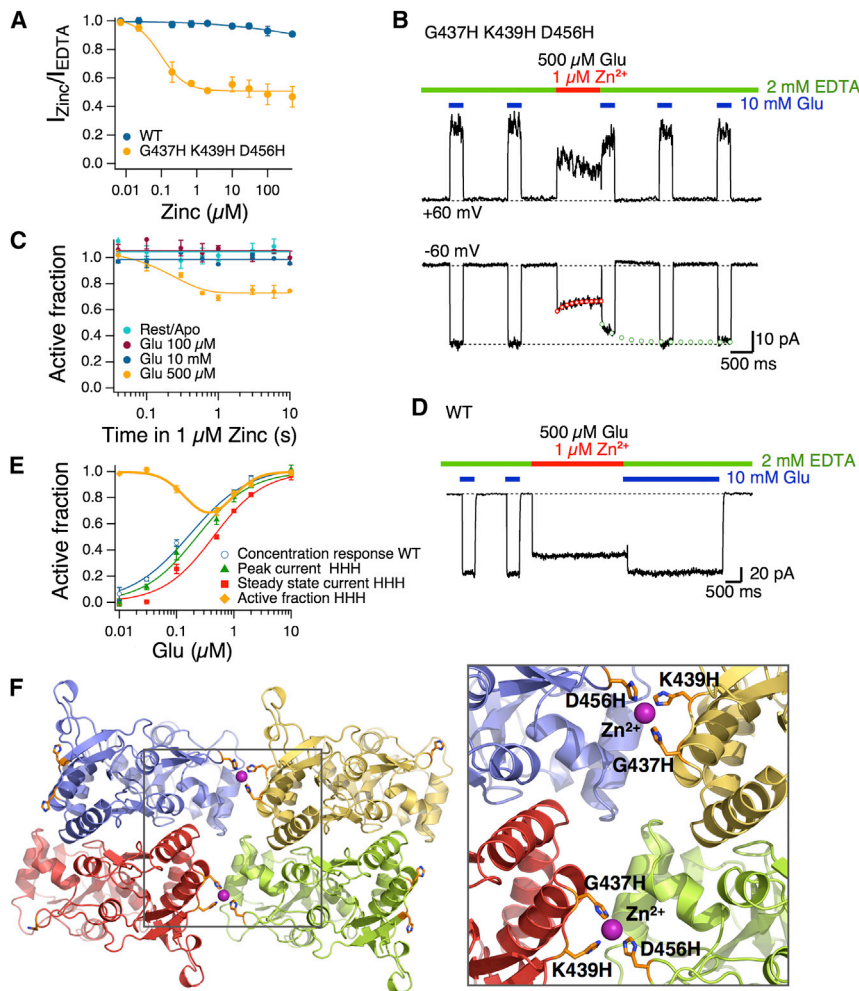 A
I_Zinc/I_EDTA
1.0
0.8
0.6
0.4
0.2
0.0
WT
G437H K439H D456H
0.01
0.1
1
10
100
Zinc (µM)
B
G437H K439H D456H
500 µM Glu
1 µM Zn²⁺
2 mM EDTA
10 mM Glu
+60 mV
-60 mV
10 pA
500 ms
C
Active fraction
1.0
0.8
0.6
0.4
0.2
0.0
Rest/Apo
Glu 100 µM
Glu 10 mM
Glu 500 µM
0.1
1
10
Time in 1 µM Zinc (s)
D
WT
500 µM Glu
1 µM Zn²⁺
2 mM EDTA
10 mM Glu
20 pA
500 ms
E
Active fraction
1.0
0.8
0.6
0.4
0.2
0.0
Concentration response WT
Peak current HHH
Steady state current HHH
Active fraction HHH
0.01
0.1
1
10
Glu (µM)
F
D456H
K439H
Zn²⁺
G437H
G437H
Zn²⁺
K439H
D456H